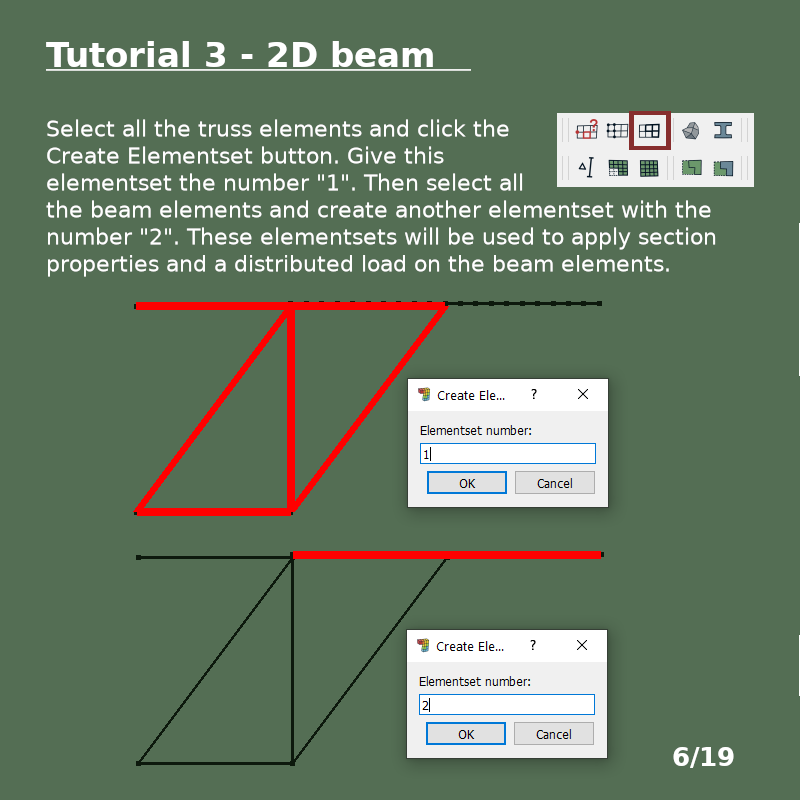 Tutorial 3 - 2D beam
Select all the truss elements and click the
Create Elementset button. Give this
elementset the number "1". Then select all
the beam elements and create another elementset with the
number "2". These elementsets will be used to apply section
properties and a distributed load on the beam elements.
Create Ele... ?
Elementset number:
1
OK Cancel
Create Ele... ?
Elementset number:
2
OK Cancel
6/19